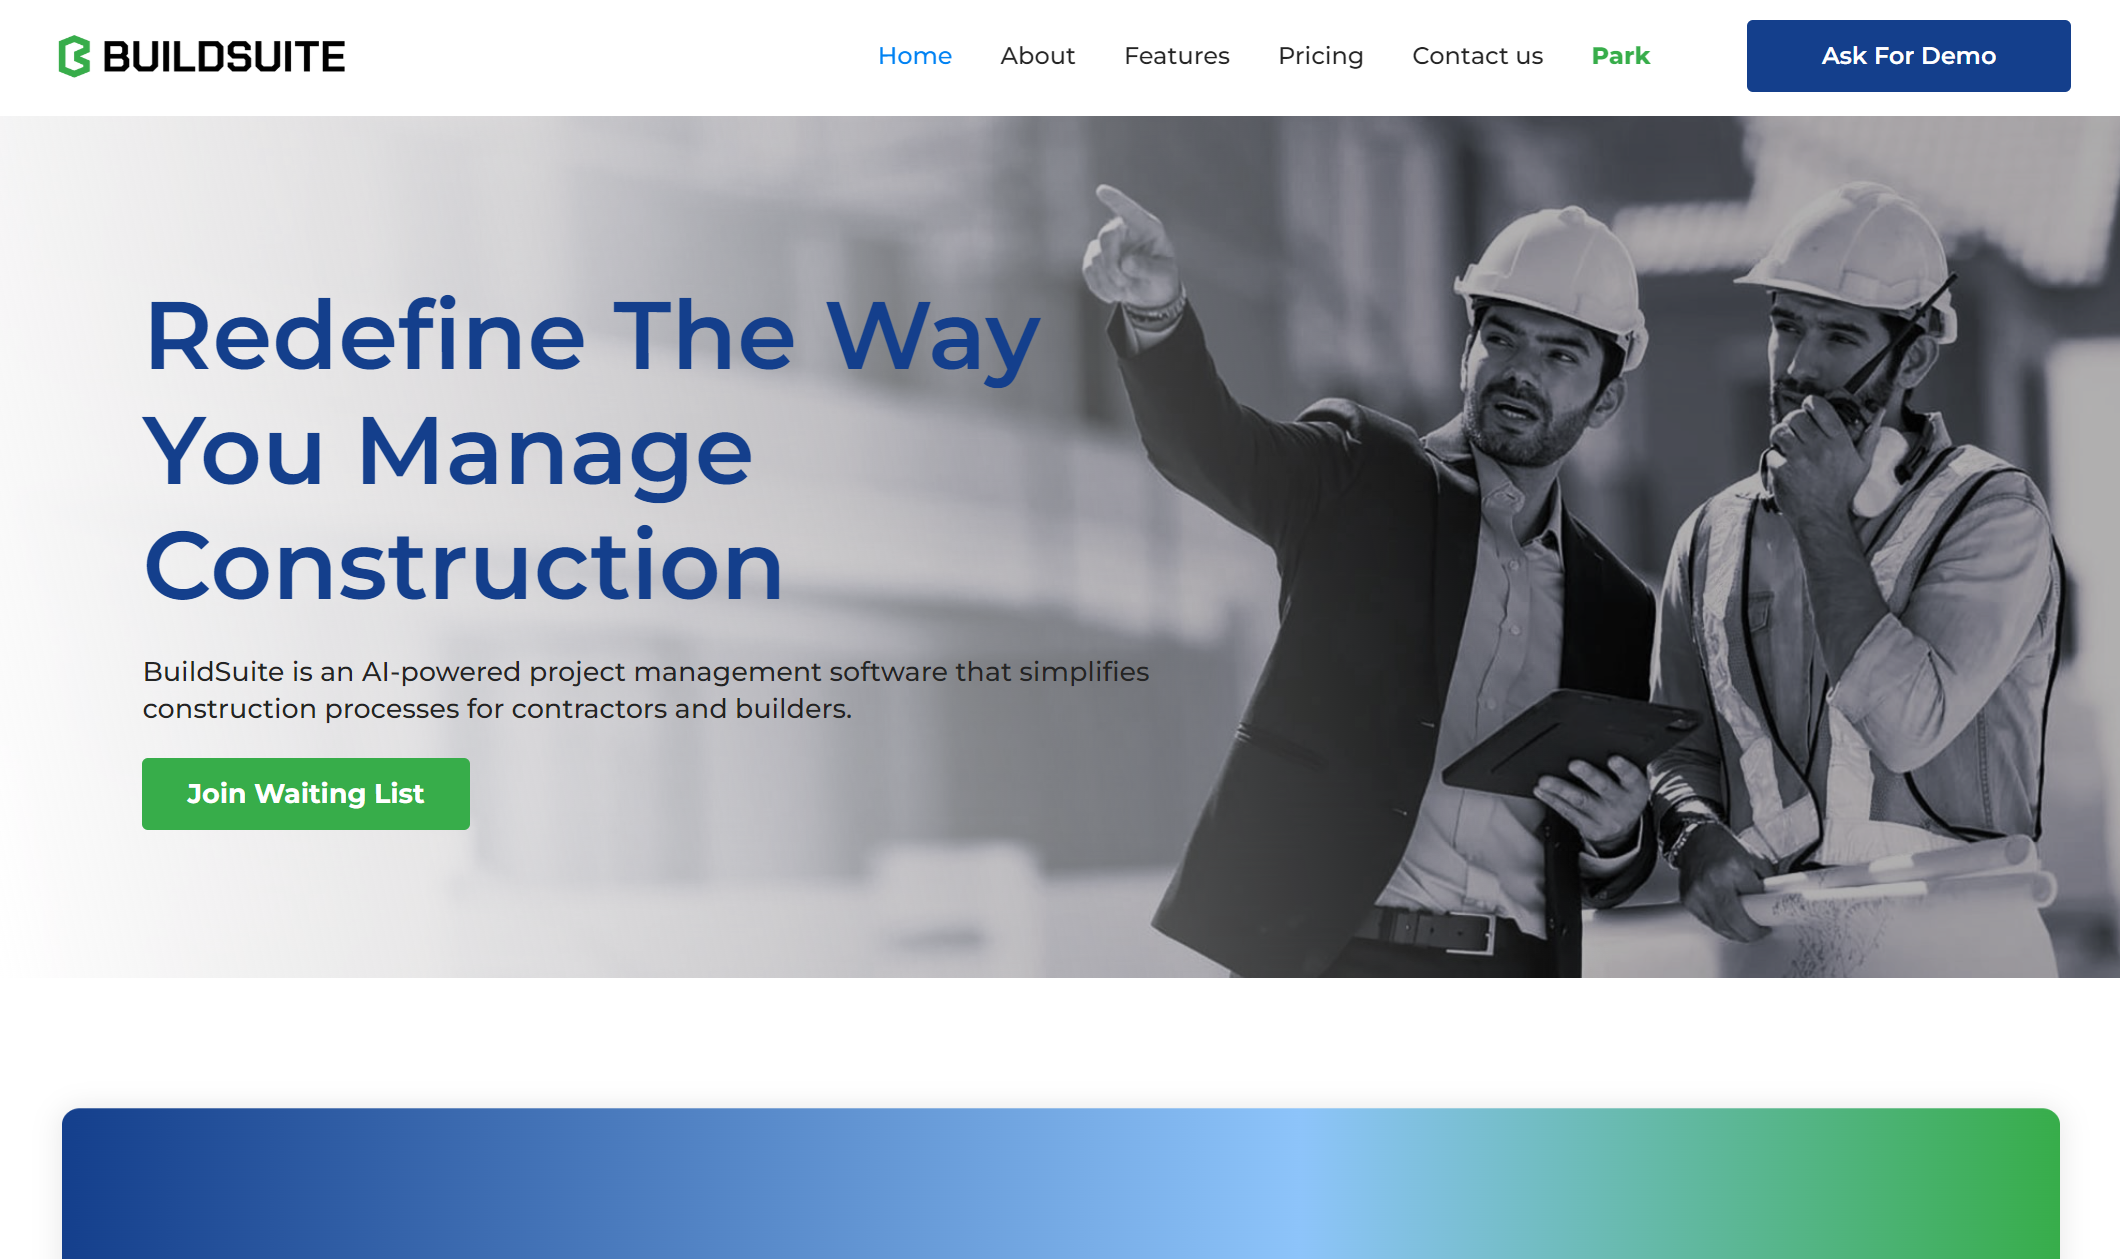 BUILDSUITE
Home
About
Features
Pricing
Contact us
Park
Ask For Demo
Redefine The Way
You Manage
Construction
BuildSuite is an AI-powered project management software that simplifies
construction processes for contractors and builders.
Join Waiting List